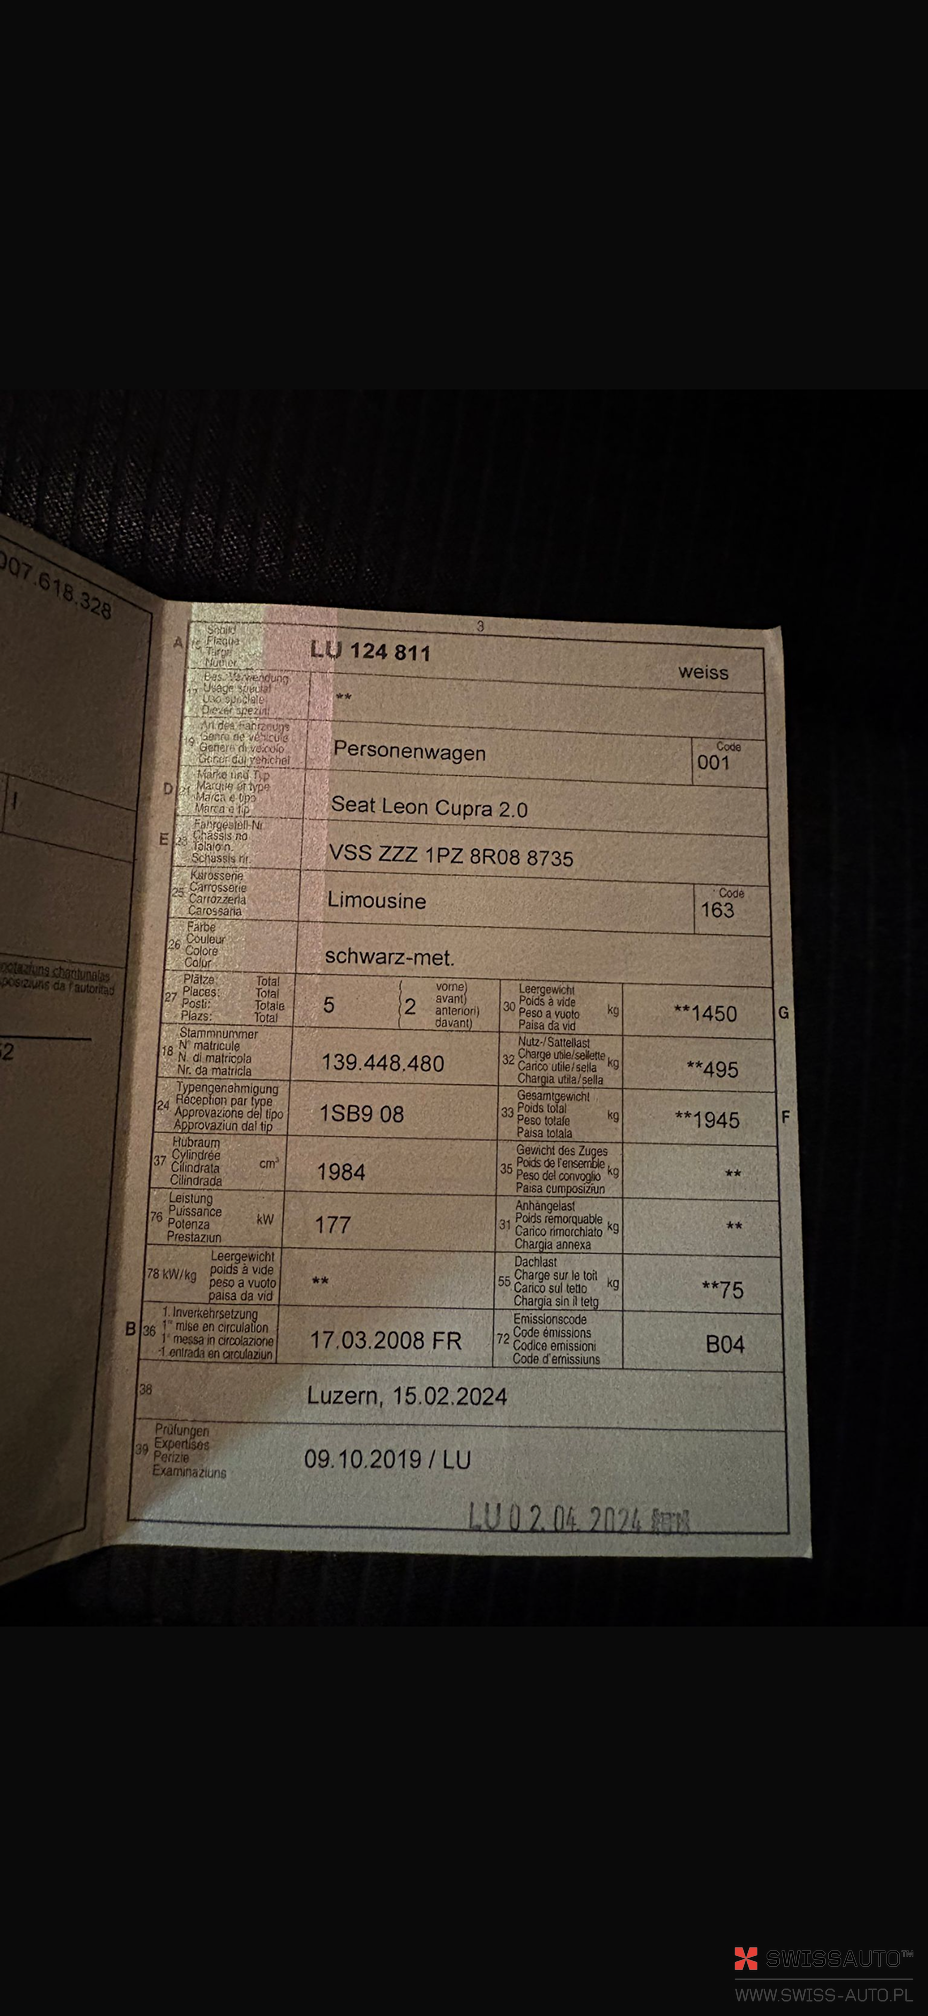 007.618.328
3
A 15 Schild
Plaque
Targa
Numer
LU 124 811
weiss
17 Bes. Verwendung
Usage spécial
Uso speciale
Diever spezial
**
19 Art des Fahrzeugs
Genre de véhicule
Genere di veicolo
Gener dal vehichel
Personenwagen
Code
001
D 21 Marke und Typ
Marque et type
Marca e tipo
Marca e tip
Seat Leon Cupra 2.0
E 23 Fahrgestell-Nr.
Châssis no
Telaio n.
Schassis nr.
VSS ZZZ 1PZ 8R08 8735
25 Karosserie
Carrosserie
Carrozzeria
Carossaria
Limousine
Code
163
26 Farbe
Couleur
Colore
Colur
schwarz-met.
27 Plätze: Total
Places: Total
Posti: Totale
Plazs: Total
5
2
vorne)
avant)
anteriori)
davant)
30 Leergewicht
Poids à vide
Peso a vuoto
Paisa da vid
kg
**1450
G
18 Stammnummer
N° matricule
N. di matricola
Nr. da matricla
139.448.480
32 Nutz-/Sattellast
Charge utile/sellette
Carico utile/sella
Chargia utila/sella
kg
**495
24 Typengenehmigung
Réception par type
Approvazione del tipo
Approvaziun dal tip
1SB9 08
33 Gesamtgewicht
Poids total
Peso totale
Paisa totala
kg
**1945
F
37 Hubraum
Cylindrée
Cilindrata
Cilindrada
cm³
1984
35 Gewicht des Zuges
Poids de l'ensemble
Peso del convoglio
Paisa cumposiziun
kg
**
76 Leistung
Puissance
Potenza
Prestaziun
kW
177
31 Anhängelast
Poids remorquable
Carico rimorchiato
Chargia annexa
kg
**
78 kW/kg
Leergewicht
poids à vide
peso a vuoto
paisa da vid
**
55 Dachlast
Charge sur le toit
Carico sul tetto
Chargia sin il tetg
kg
**75
B 36 1. Inverkehrsetzung
1re mise en circulation
1a messa in circolazione
1 entrada en circulaziun
17.03.2008 FR
72 Emissionscode
Code émissions
Codice emissioni
Code d'emissiuns
B04
38
Luzern, 15.02.2024
39 Prüfungen
Expertises
Perizie
Examinaziuns
09.10.2019 / LU
LU 02.04.2024
SWISSAUTO™
WWW.SWISS-AUTO.PL